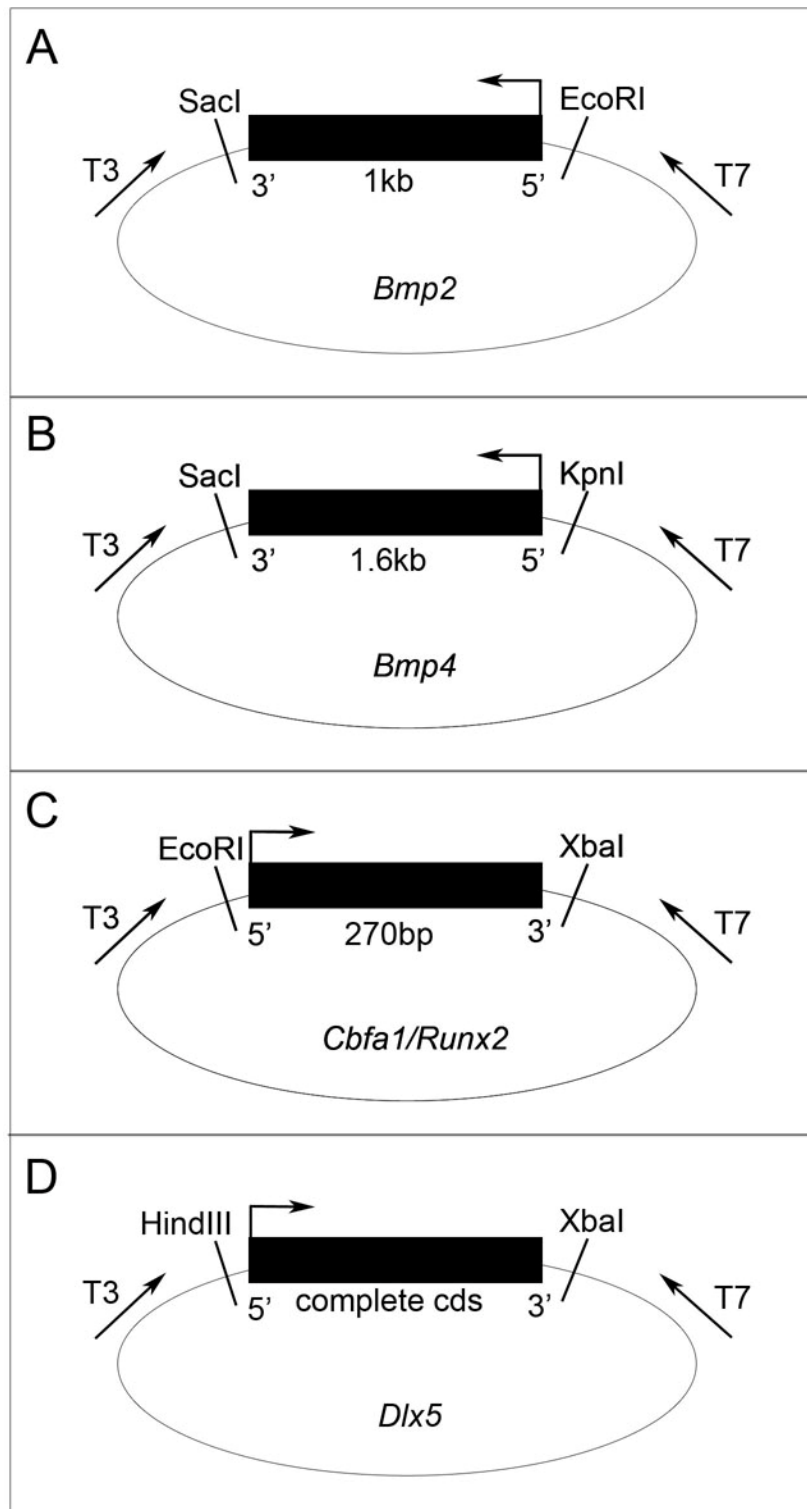 A
SacI
EcoRI
T3
T7
3’ 1kb 5’
Bmp2
B
SacI
KpnI
T3
T7
3’ 1.6kb 5’
Bmp4
C
EcoRI
XbaI
T3
T7
5’ 270bp 3’
Cbfa1/Runx2
D
HindIII
XbaI
T3
T7
5’ complete cds 3’
Dlx5